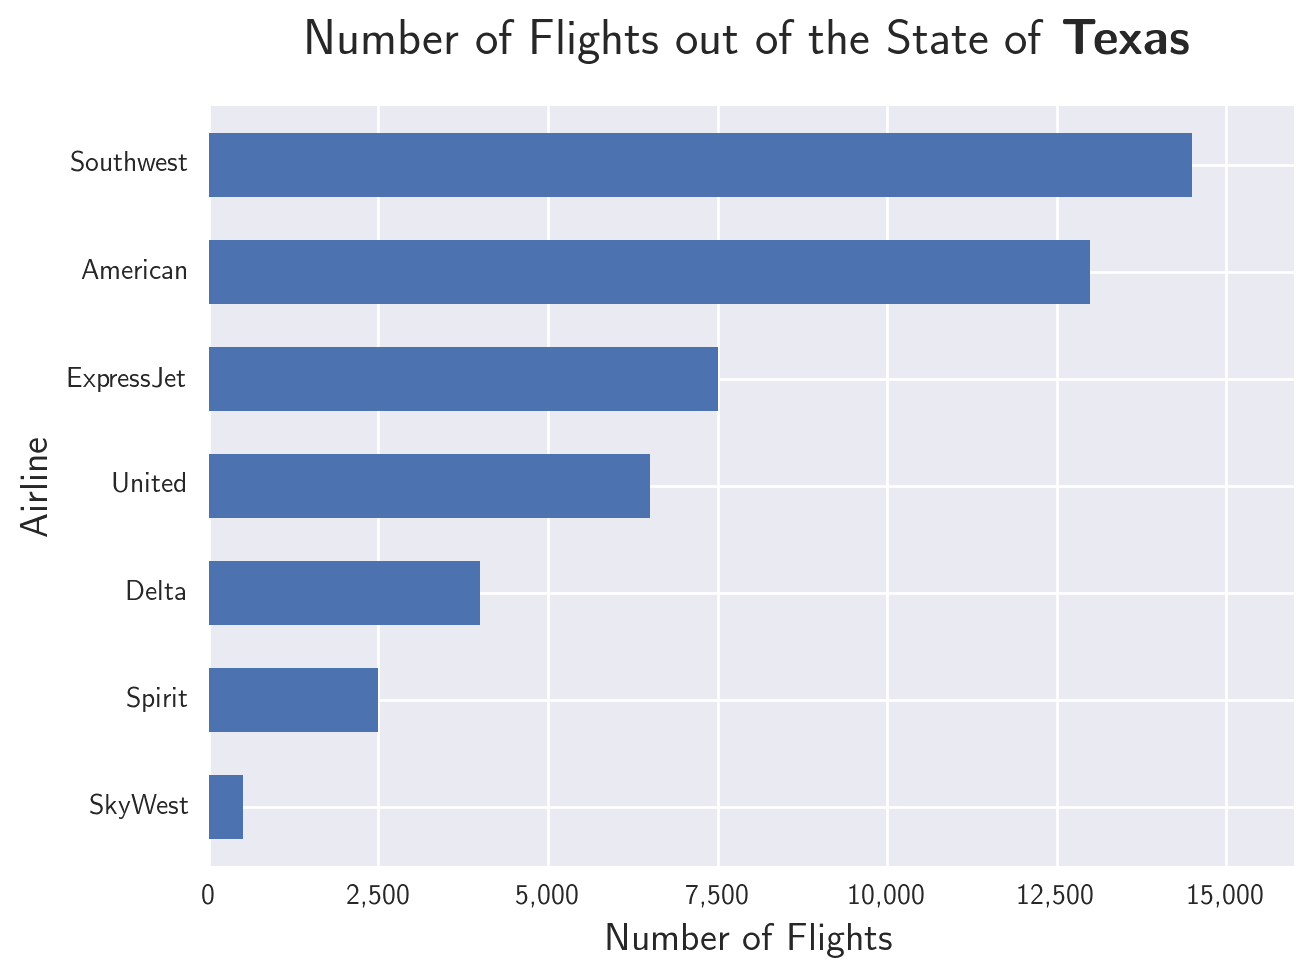 Number of Flights out of the State of Texas
Southwest
American
ExpressJet
United
Delta
Spirit
SkyWest
Airline
0 2,500 5,000 7,500 10,000 12,500 15,000
Number of Flights